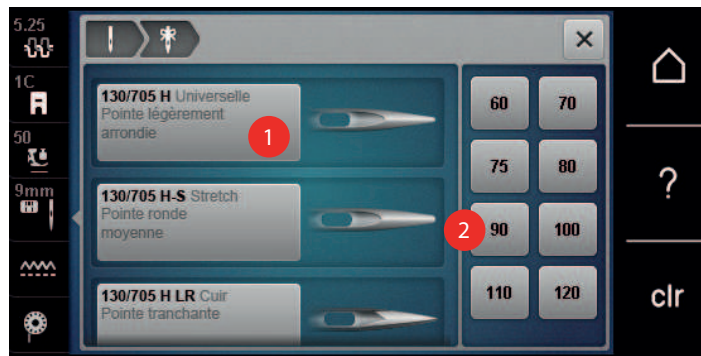 5.25
1C
50
9mm
130/705 H Universelle
Pointe légèrement
arrondie
1
130/705 H-S Stretch
Pointe ronde
moyenne
130/705 H LR Cuir
Pointe tranchante
60 70
75 80
2
90 100
110 120
?
clr